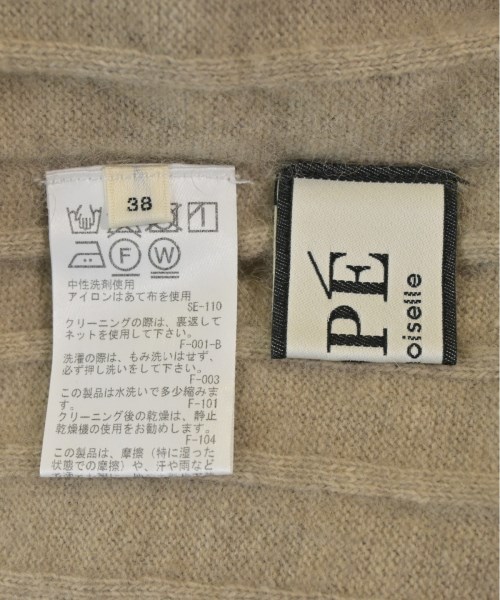 38
F W
中性洗剤使用
アイロンはあて布を使用
SE-110
クリーニングの際は、裏返して
ネットを使用して下さい。
F-001-B
洗濯の際は、もみ洗いはせず、
必ず押し洗いをして下さい。
F-003
この製品は水洗いで多少縮みま
す。 F-101
クリーニング後の乾燥は、静止
乾燥機の使用をお勧めします。
F-104
この製品は、摩擦（特に湿った
状態での摩擦）や、汗や雨など
PÉ
oiselle